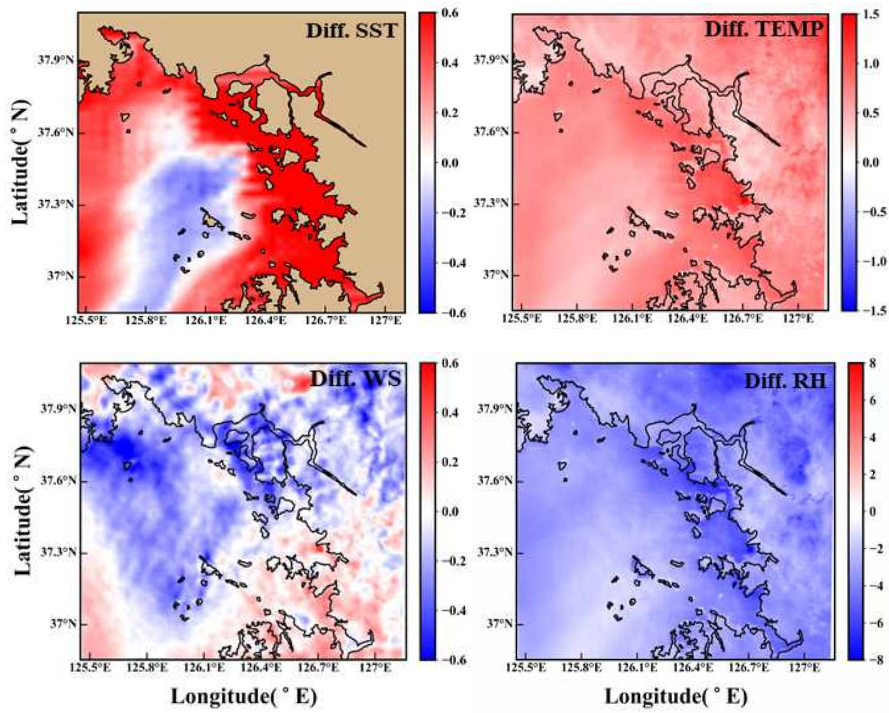 Diff. SST
37.9°N
37.6°N
37.3°N
37°N
125.5°E 125.8°E 126.1°E 126.4°E 126.7°E 127°E
0.6
0.4
0.2
0.0
−0.2
−0.4
−0.6
Latitude(°N)
Diff. TEMP
37.9°N
37.6°N
37.3°N
37°N
125.5°E 125.8°E 126.1°E 126.4°E 126.7°E 127°E
1.5
1.0
0.5
0.0
−0.5
−1.0
−1.5
Diff. WS
37.9°N
37.6°N
37.3°N
37°N
125.5°E 125.8°E 126.1°E 126.4°E 126.7°E 127°E
0.6
0.4
0.2
0.0
−0.2
−0.4
−0.6
Latitude(°N)
Longitude(°E)
Diff. RH
37.9°N
37.6°N
37.3°N
37°N
125.5°E 125.8°E 126.1°E 126.4°E 126.7°E 127°E
8
6
4
2
0
−2
−4
−6
−8
Longitude(°E)